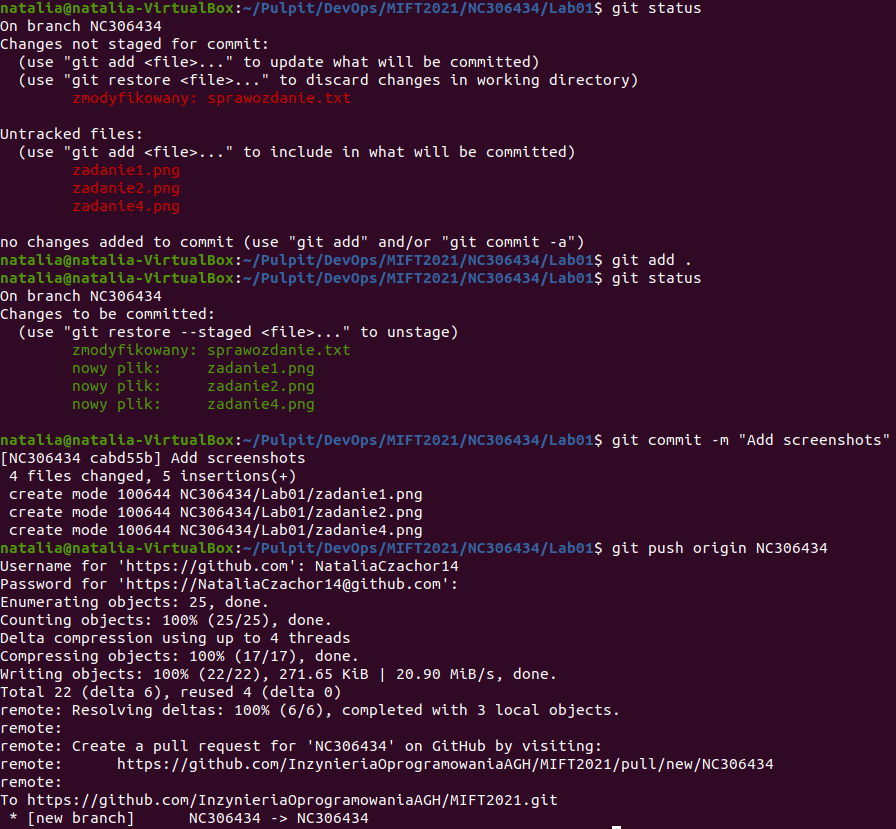 natalia@natalia-VirtualBox:~/Pulpit/DevOps/MIFT2021/NC306434/Lab01$ git status
On branch NC306434
Changes not staged for commit:
  (use "git add <file>..." to update what will be committed)
  (use "git restore <file>..." to discard changes in working directory)
        zmodyfikowany: sprawozdanie.txt

Untracked files:
  (use "git add <file>..." to include in what will be committed)
        zadanie1.png
        zadanie2.png
        zadanie4.png

no changes added to commit (use "git add" and/or "git commit -a")
natalia@natalia-VirtualBox:~/Pulpit/DevOps/MIFT2021/NC306434/Lab01$ git add .
natalia@natalia-VirtualBox:~/Pulpit/DevOps/MIFT2021/NC306434/Lab01$ git status
On branch NC306434
Changes to be committed:
  (use "git restore --staged <file>..." to unstage)
        zmodyfikowany: sprawozdanie.txt
        nowy plik:     zadanie1.png
        nowy plik:     zadanie2.png
        nowy plik:     zadanie4.png

natalia@natalia-VirtualBox:~/Pulpit/DevOps/MIFT2021/NC306434/Lab01$ git commit -m "Add screenshots"
[NC306434 cabd55b] Add screenshots
 4 files changed, 5 insertions(+)
 create mode 100644 NC306434/Lab01/zadanie1.png
 create mode 100644 NC306434/Lab01/zadanie2.png
 create mode 100644 NC306434/Lab01/zadanie4.png
natalia@natalia-VirtualBox:~/Pulpit/DevOps/MIFT2021/NC306434/Lab01$ git push origin NC306434
Username for 'https://github.com': NataliaCzachor14
Password for 'https://NataliaCzachor14@github.com':
Enumerating objects: 25, done.
Counting objects: 100% (25/25), done.
Delta compression using up to 4 threads
Compressing objects: 100% (17/17), done.
Writing objects: 100% (22/22), 271.65 KiB | 20.90 MiB/s, done.
Total 22 (delta 6), reused 4 (delta 0)
remote: Resolving deltas: 100% (6/6), completed with 3 local objects.
remote:
remote: Create a pull request for 'NC306434' on GitHub by visiting:
remote:      https://github.com/InzynieriaOprogramowaniaAGH/MIFT2021/pull/new/NC306434
remote:
To https://github.com/InzynieriaOprogramowaniaAGH/MIFT2021.git
 * [new branch]      NC306434 -> NC306434